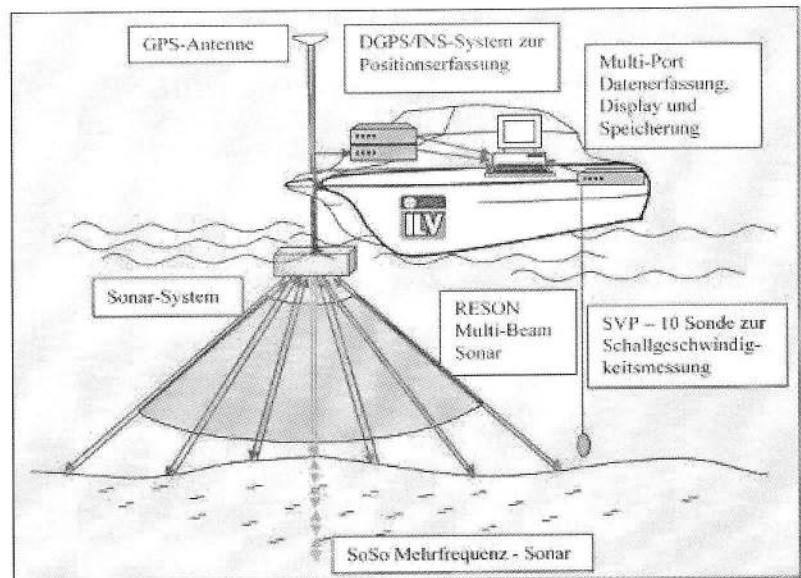 GPS-Antenne
DGPS/INS-System zur
Positionserfassung
Multi-Port
Datenerfassung,
Display und
Speicherung
ILV
Sonar-System
RESON
Multi-Beam
Sonar
SVP – 10 Sonde zur
Schallgeschwindig-
keitsmessung
SoSo Mehrfrequenz - Sonar